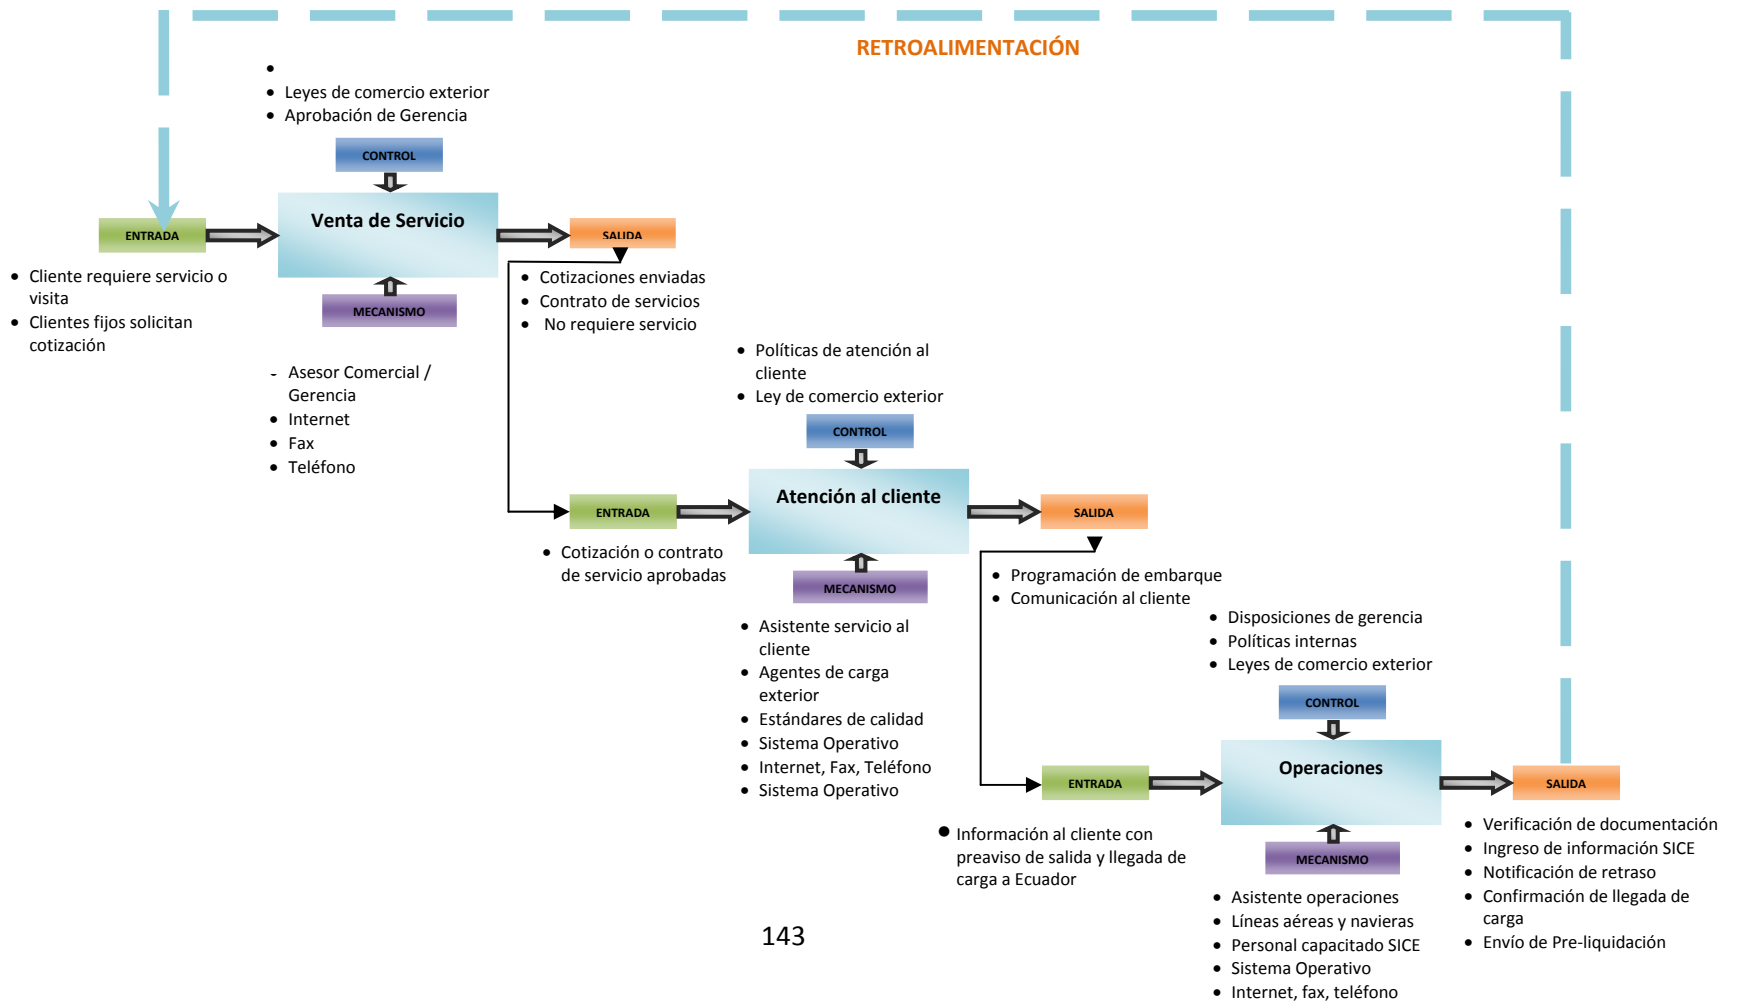 RETROALIMENTACIÓN
•
• Leyes de comercio exterior
• Aprobación de Gerencia
CONTROL
Venta de Servicio
ENTRADA
SALIDA
• Cliente requiere servicio o
visita
• Clientes fijos solicitan
cotización
MECANISMO
• Cotizaciones enviadas
• Contrato de servicios
• No requiere servicio
- Asesor Comercial /
Gerencia
• Internet
• Fax
• Teléfono
• Políticas de atención al
cliente
• Ley de comercio exterior
CONTROL
Atención al cliente
ENTRADA
SALIDA
• Cotización o contrato
de servicio aprobadas
MECANISMO
• Programación de embarque
• Comunicación al cliente
• Asistente servicio al
cliente
• Agentes de carga
exterior
• Estándares de calidad
• Sistema Operativo
• Internet, Fax, Teléfono
• Sistema Operativo
• Disposiciones de gerencia
• Políticas internas
• Leyes de comercio exterior
CONTROL
Operaciones
ENTRADA
SALIDA
• Información al cliente con
preaviso de salida y llegada de
carga a Ecuador
MECANISMO
• Verificación de documentación
• Ingreso de información SICE
• Notificación de retraso
• Confirmación de llegada de
carga
• Envío de Pre-liquidación
• Asistente operaciones
• Líneas aéreas y navieras
• Personal capacitado SICE
• Sistema Operativo
• Internet, fax, teléfono
143